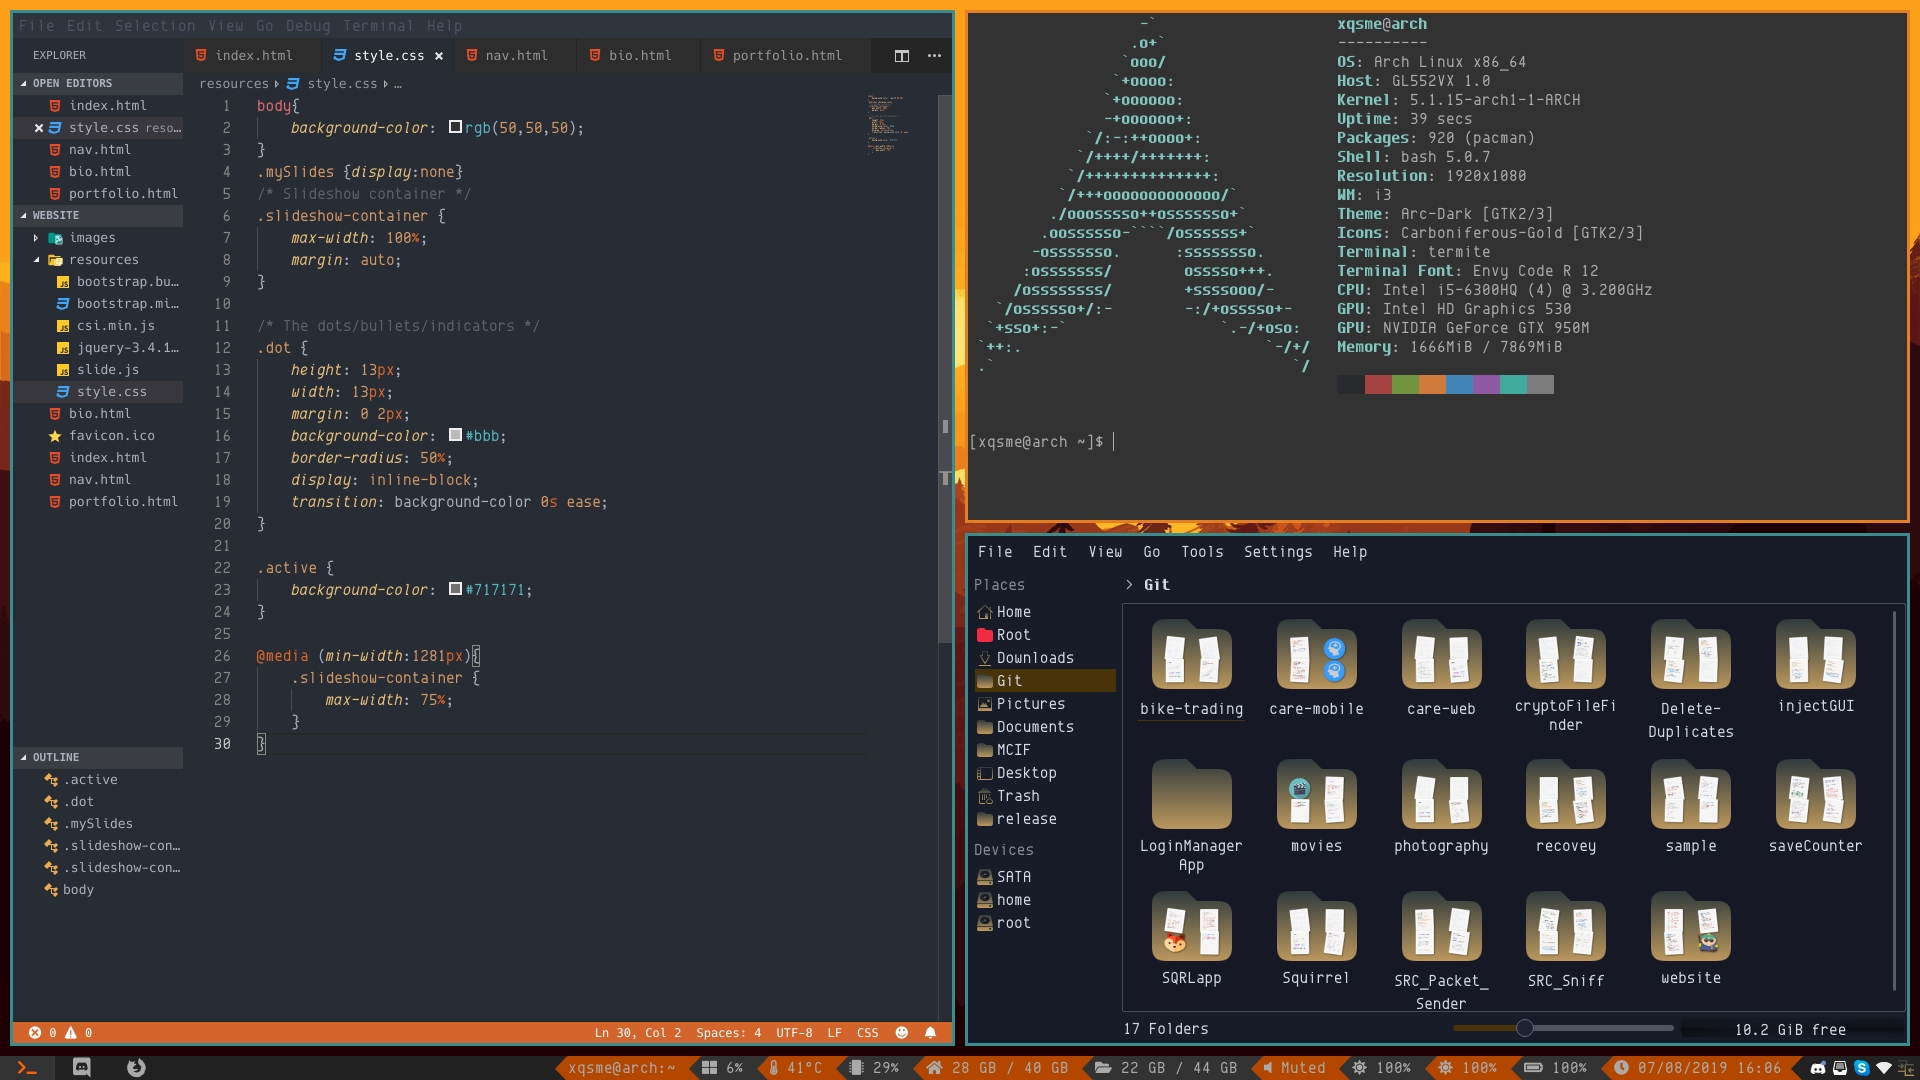 File Edit Selection View Go Debug Terminal Help
EXPLORER
index.html
style.css ×
nav.html
bio.html
portfolio.html
OPEN EDITORS
index.html
× style.css reso…
nav.html
bio.html
portfolio.html
WEBSITE
images
resources
bootstrap.bu…
bootstrap.mi…
csi.min.js
jquery-3.4.1…
slide.js
style.css
bio.html
favicon.ico
index.html
nav.html
portfolio.html
OUTLINE
.active
.dot
.mySlides
.slideshow-con…
.slideshow-con…
body
resources ▸ style.css ▸ …
1 body{
2 background-color: rgb(50,50,50);
3 }
4 .mySlides {display:none}
5 /* Slideshow container */
6 .slideshow-container {
7 max-width: 100%;
8 margin: auto;
9 }
10
11 /* The dots/bullets/indicators */
12 .dot {
13 height: 13px;
14 width: 13px;
15 margin: 0 2px;
16 background-color: #bbb;
17 border-radius: 50%;
18 display: inline-block;
19 transition: background-color 0s ease;
20 }
21
22 .active {
23 background-color: #717171;
24 }
25
26 @media (min-width:1281px){
27 .slideshow-container {
28 max-width: 75%;
29 }
30 }
0 0
Ln 30, Col 2 Spaces: 4 UTF-8 LF CSS
-`
.o+`
`ooo/
`+oooo:
`+oooooo:
-+oooooo+:
`/:-:++oooo+:
`/++++/+++++++:
`/++++++++++++++:
`/+++ooooooooooooo/`
./ooosssso++osssssso+`
.oossssso-````/ossssss+`
-osssssso. :ssssssso.
:osssssss/ osssso+++.
/ossssssss/ +ssssooo/-
`/ossssso+/:- -:/+osssso+-
`+sso+:-` `.-/+oso:
`++:. `-/+/
.` `/
xqsme@arch
----------
OS: Arch Linux x86_64
Host: GL552VX 1.0
Kernel: 5.1.15-arch1-1-ARCH
Uptime: 39 secs
Packages: 920 (pacman)
Shell: bash 5.0.7
Resolution: 1920x1080
WM: i3
Theme: Arc-Dark [GTK2/3]
Icons: Carboniferous-Gold [GTK2/3]
Terminal: termite
Terminal Font: Envy Code R 12
CPU: Intel i5-6300HQ (4) @ 3.200GHz
GPU: Intel HD Graphics 530
GPU: NVIDIA GeForce GTX 950M
Memory: 1666MiB / 7869MiB
[xqsme@arch ~]$
File Edit View Go Tools Settings Help
Places
Home
Root
Downloads
Git
Pictures
Documents
MCIF
Desktop
Trash
release
Devices
SATA
home
root
> Git
bike-trading
care-mobile
care-web
cryptoFileFi
nder
Delete-
Duplicates
injectGUI
LoginManager
App
movies
photography
recovey
sample
saveCounter
SQRLapp
Squirrel
SRC_Packet_
Sender
SRC_Sniff
website
17 Folders
10.2 GiB free
xqsme@arch:~ 6% 41°C 29% 28 GB / 40 GB 22 GB / 44 GB Muted 100% 100% 100% 07/08/2019 16:06